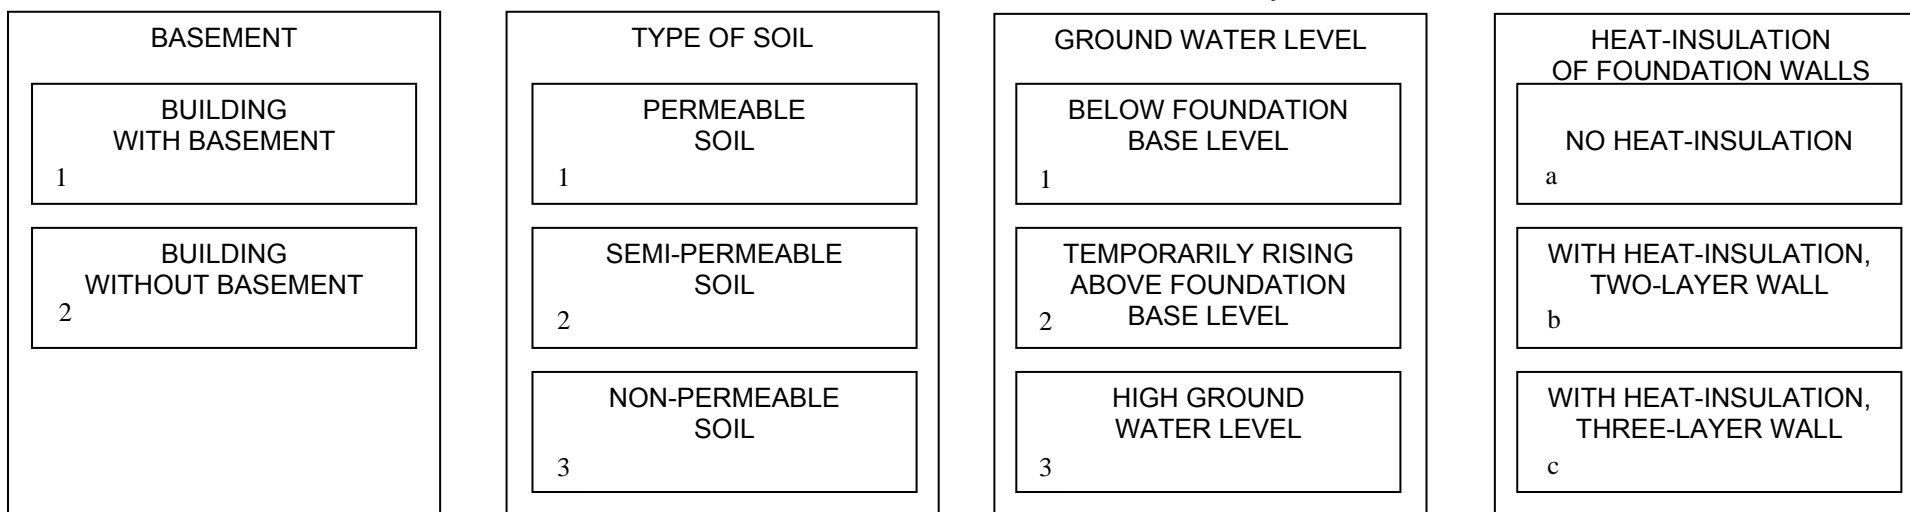 BASEMENT
BUILDING
WITH BASEMENT
1
BUILDING
WITHOUT BASEMENT
2
TYPE OF SOIL
PERMEABLE
SOIL
1
SEMI-PERMEABLE
SOIL
2
NON-PERMEABLE
SOIL
3
GROUND WATER LEVEL
BELOW FOUNDATION
BASE LEVEL
1
TEMPORARILY RISING
ABOVE FOUNDATION
BASE LEVEL
2
HIGH GROUND
WATER LEVEL
3
HEAT-INSULATION
OF FOUNDATION WALLS
NO HEAT-INSULATION
a
WITH HEAT-INSULATION,
TWO-LAYER WALL
b
WITH HEAT-INSULATION,
THREE-LAYER WALL
c